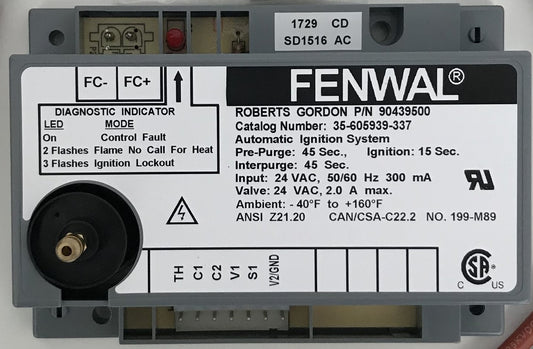 1729 CD
SD1516 AC
FC- FC+
FENWAL®
DIAGNOSTIC INDICATOR
LED MODE
On Control Fault
2 Flashes Flame No Call For Heat
3 Flashes Ignition Lockout
ROBERTS GORDON P/N 90439500
Catalog Number: 35-605939-337
Automatic Ignition System
Pre-Purge: 45 Sec., Ignition: 15 Sec.
Interpurge: 45 Sec.
Input: 24 VAC, 50/60 Hz 300 mA
Valve: 24 VAC, 2.0 A max.
Ambient: - 40°F to +160°F
ANSI Z21.20 CAN/CSA-C22.2 NO. 199-M89
TH
C1
C2
V1
S1
V2/GND
CSA
C US